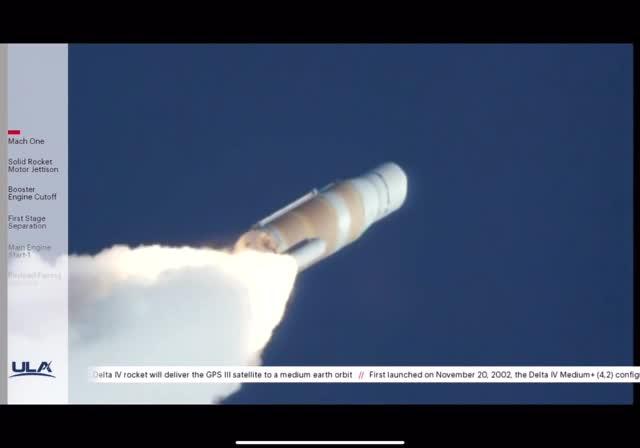 Mach One
Solid Rocket
Motor Jettison
Booster
Engine Cutoff
First Stage
Separation
Main Engine
Start-1
Payload Fairing
ULA
Delta IV rocket will deliver the GPS III satellite to a medium earth orbit // First launched on November 20, 2002, the Delta IV Medium+ (4,2) config